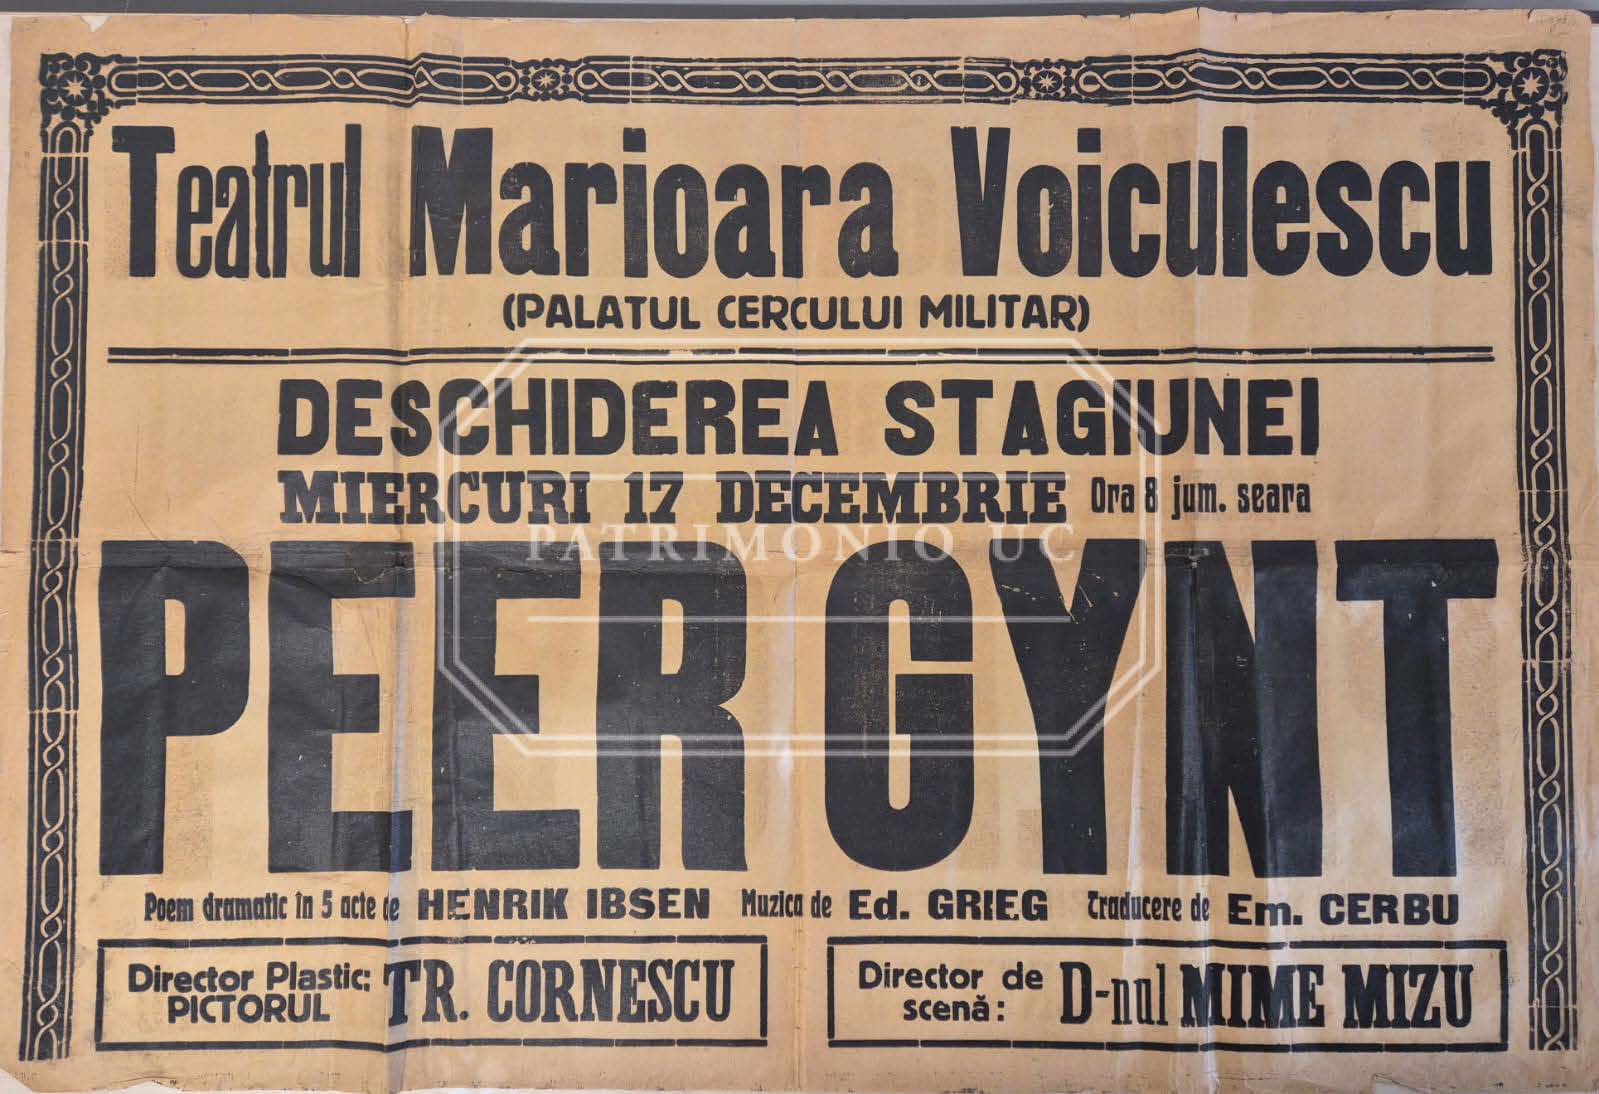 Teatrul Marioara Voiculescu
(PALATUL CERCULUI MILITAR)
DESCHIDEREA STAGIUNEI
MIERCURI 17 DECEMBRIE Ora 8 jum. seara
PATRIMONIO UC
PEER GYNT
Poem dramatic în 5 acte de HENRIK IBSEN Muzica de Ed. GRIEG Traducere de Em. CERBU
Director Plastic: PICTORUL TR. CORNESCU
Director de scenă: D-nul MIME MIZU